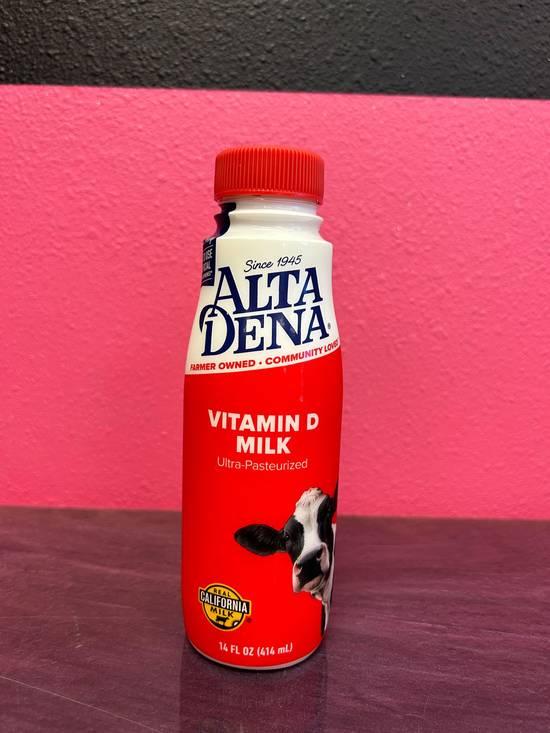 Since 1945
ALTA
DENA®
FARMER OWNED • COMMUNITY
VITAMIN D
MILK
Ultra-Pasteurized
REAL
CALIFORNIA
MILK
14 FL OZ (414 mL)